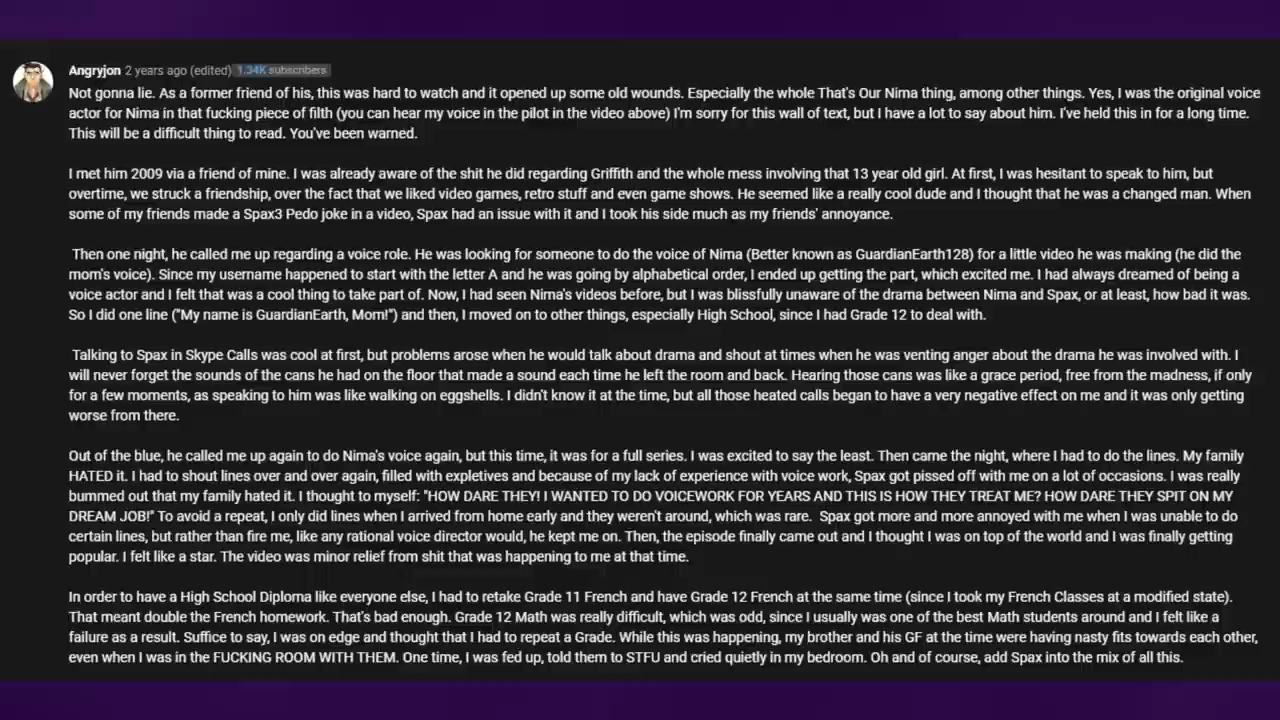 Angryjon 2 years ago (edited) 1.34K subscribers
Not gonna lie. As a former friend of his, this was hard to watch and it opened up some old wounds. Especially the whole That's Our Nima thing, among other things. Yes, I was the original voice
actor for Nima in that fucking piece of filth (you can hear my voice in the pilot in the video above) I'm sorry for this wall of text, but I have a lot to say about him. I've held this in for a long time.
This will be a difficult thing to read. You've been warned.
I met him 2009 via a friend of mine. I was already aware of the shit he did regarding Griffith and the whole mess involving that 13 year old girl. At first, I was hesitant to speak to him, but
overtime, we struck a friendship, over the fact that we liked video games, retro stuff and even game shows. He seemed like a really cool dude and I thought that he was a changed man. When
some of my friends made a Spax3 Pedo joke in a video, Spax had an issue with it and I took his side much as my friends' annoyance.
Then one night, he called me up regarding a voice role. He was looking for someone to do the voice of Nima (Better known as GuardianEarth128) for a little video he was making (he did the
mom's voice). Since my username happened to start with the letter A and he was going by alphabetical order, I ended up getting the part, which excited me. I had always dreamed of being a
voice actor and I felt that was a cool thing to take part of. Now, I had seen Nima's videos before, but I was blissfully unaware of the drama between Nima and Spax, or at least, how bad it was.
So I did one line ("My name is GuardianEarth, Mom!") and then, I moved on to other things, especially High School, since I had Grade 12 to deal with.
Talking to Spax in Skype Calls was cool at first, but problems arose when he would talk about drama and shout at times when he was venting anger about the drama he was involved with. I
will never forget the sounds of the cans he had on the floor that made a sound each time he left the room and back. Hearing those cans was like a grace period, free from the madness, if only
for a few moments, as speaking to him was like walking on eggshells. I didn't know it at the time, but all those heated calls began to have a very negative effect on me and it was only getting
worse from there.
Out of the blue, he called me up again to do Nima's voice again, but this time, it was for a full series. I was excited to say the least. Then came the night, where I had to do the lines. My family
HATED it. I had to shout lines over and over again, filled with expletives and because of my lack of experience with voice work, Spax got pissed off with me on a lot of occasions. I was really
bummed out that my family hated it. I thought to myself: "HOW DARE THEY! I WANTED TO DO VOICEWORK FOR YEARS AND THIS IS HOW THEY TREAT ME? HOW DARE THEY SPIT ON MY
DREAM JOB!" To avoid a repeat, I only did lines when I arrived from home early and they weren't around, which was rare.  Spax got more and more annoyed with me when I was unable to do
certain lines, but rather than fire me, like any rational voice director would, he kept me on. Then, the episode finally came out and I thought I was on top of the world and I was finally getting
popular. I felt like a star. The video was minor relief from shit that was happening to me at that time.
In order to have a High School Diploma like everyone else, I had to retake Grade 11 French and have Grade 12 French at the same time (since I took my French Classes at a modified state).
That meant double the French homework. That's bad enough. Grade 12 Math was really difficult, which was odd, since I usually was one of the best Math students around and I felt like a
failure as a result. Suffice to say, I was on edge and thought that I had to repeat a Grade. While this was happening, my brother and his GF at the time were having nasty fits towards each other,
even when I was in the FUCKING ROOM WITH THEM. One time, I was fed up, told them to STFU and cried quietly in my bedroom. Oh and of course, add Spax into the mix of all this.